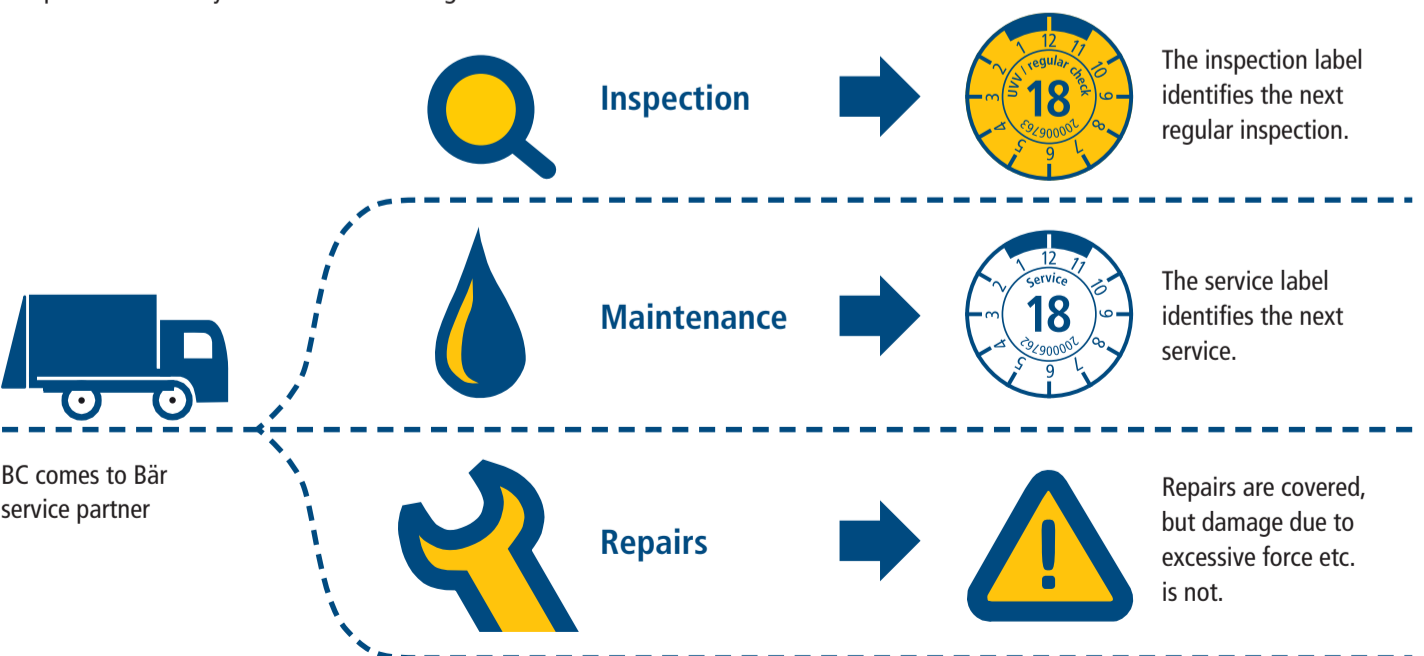 Inspection
12
1
11
2
10
3
9
4
8
5
7
6
UVV / regular check
18
200006763
The inspection label
identifies the next
regular inspection.
Maintenance
12
1
11
2
10
3
9
4
8
5
7
6
Service
18
200006762
The service label
identifies the next
service.
BC comes to Bär
service partner
Repairs
!
Repairs are covered,
but damage due to
excessive force etc.
is not.